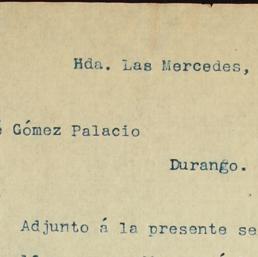 Hda. Las Mercedes,
é Gómez Palacio
Durango.
Adjunto á la presente se